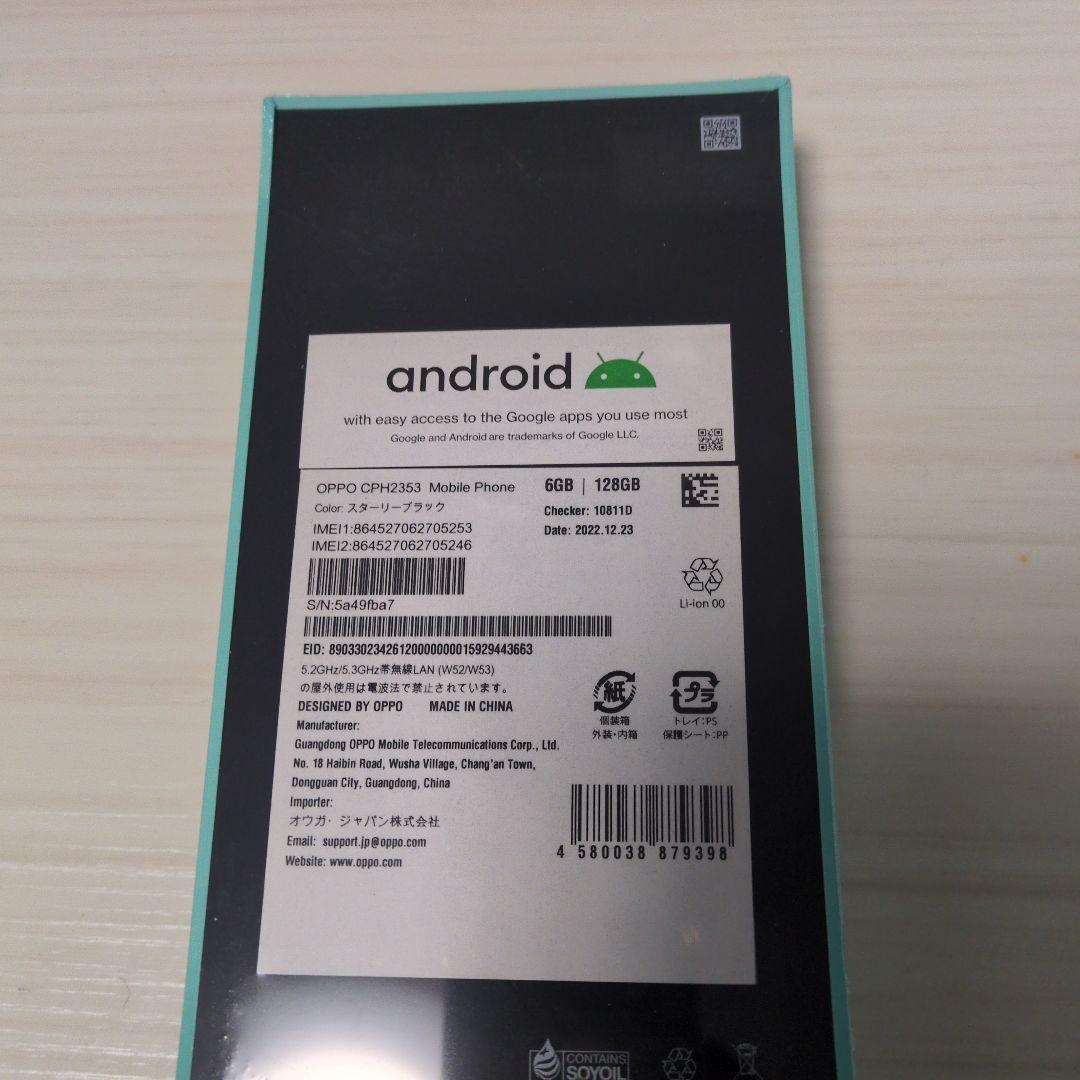 android
with easy access to the Google apps you use most
Google and Android are trademarks of Google LLC.
OPPO CPH2353 Mobile Phone 6GB | 128GB
Color: スターリーブラック
Checker: 10811D
IMEI1:864527062705253
Date: 2022.12.23
IMEI2:864527062705246
Li-ion 00
S/N:5a49fba7
EID: 89033023426120000000015929443663
5.2GHz/5.3GHz帯無線LAN (W52/W53)
の屋外使用は電波法で禁止されています。
DESIGNED BY OPPO MADE IN CHINA
紙
個装箱
外装・内箱
プラ
トレイ:PS
保護シート:PP
Manufacturer:
Guangdong OPPO Mobile Telecommunications Corp., Ltd.
No. 18 Haibin Road, Wusha Village, Chang'an Town,
Dongguan City, Guangdong, China
Importer:
オウガ・ジャパン株式会社
Email: support.jp@oppo.com
Website: www.oppo.com
4 580038 879398
CONTAINS
SOYOIL